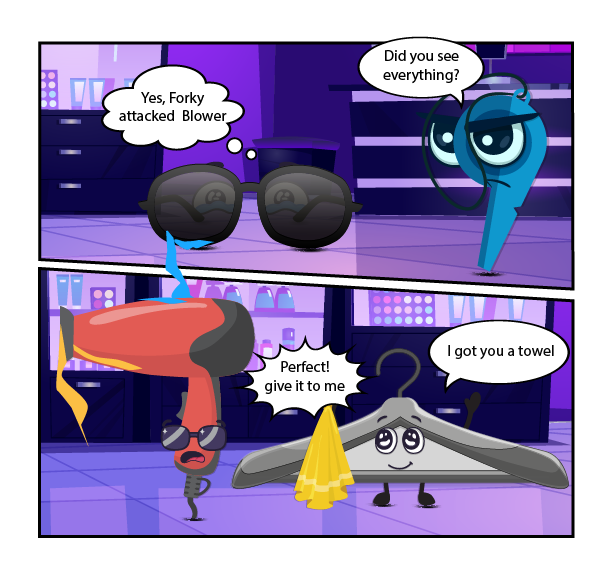 Did you see
everything?
Yes, Forky
attacked Blower
I got you a towel
Perfect!
give it to me